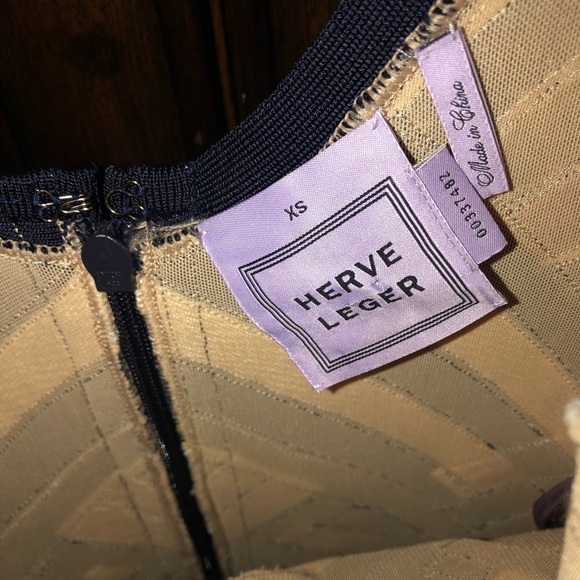 XS
HERVE
LEGER
00337482
Made in China